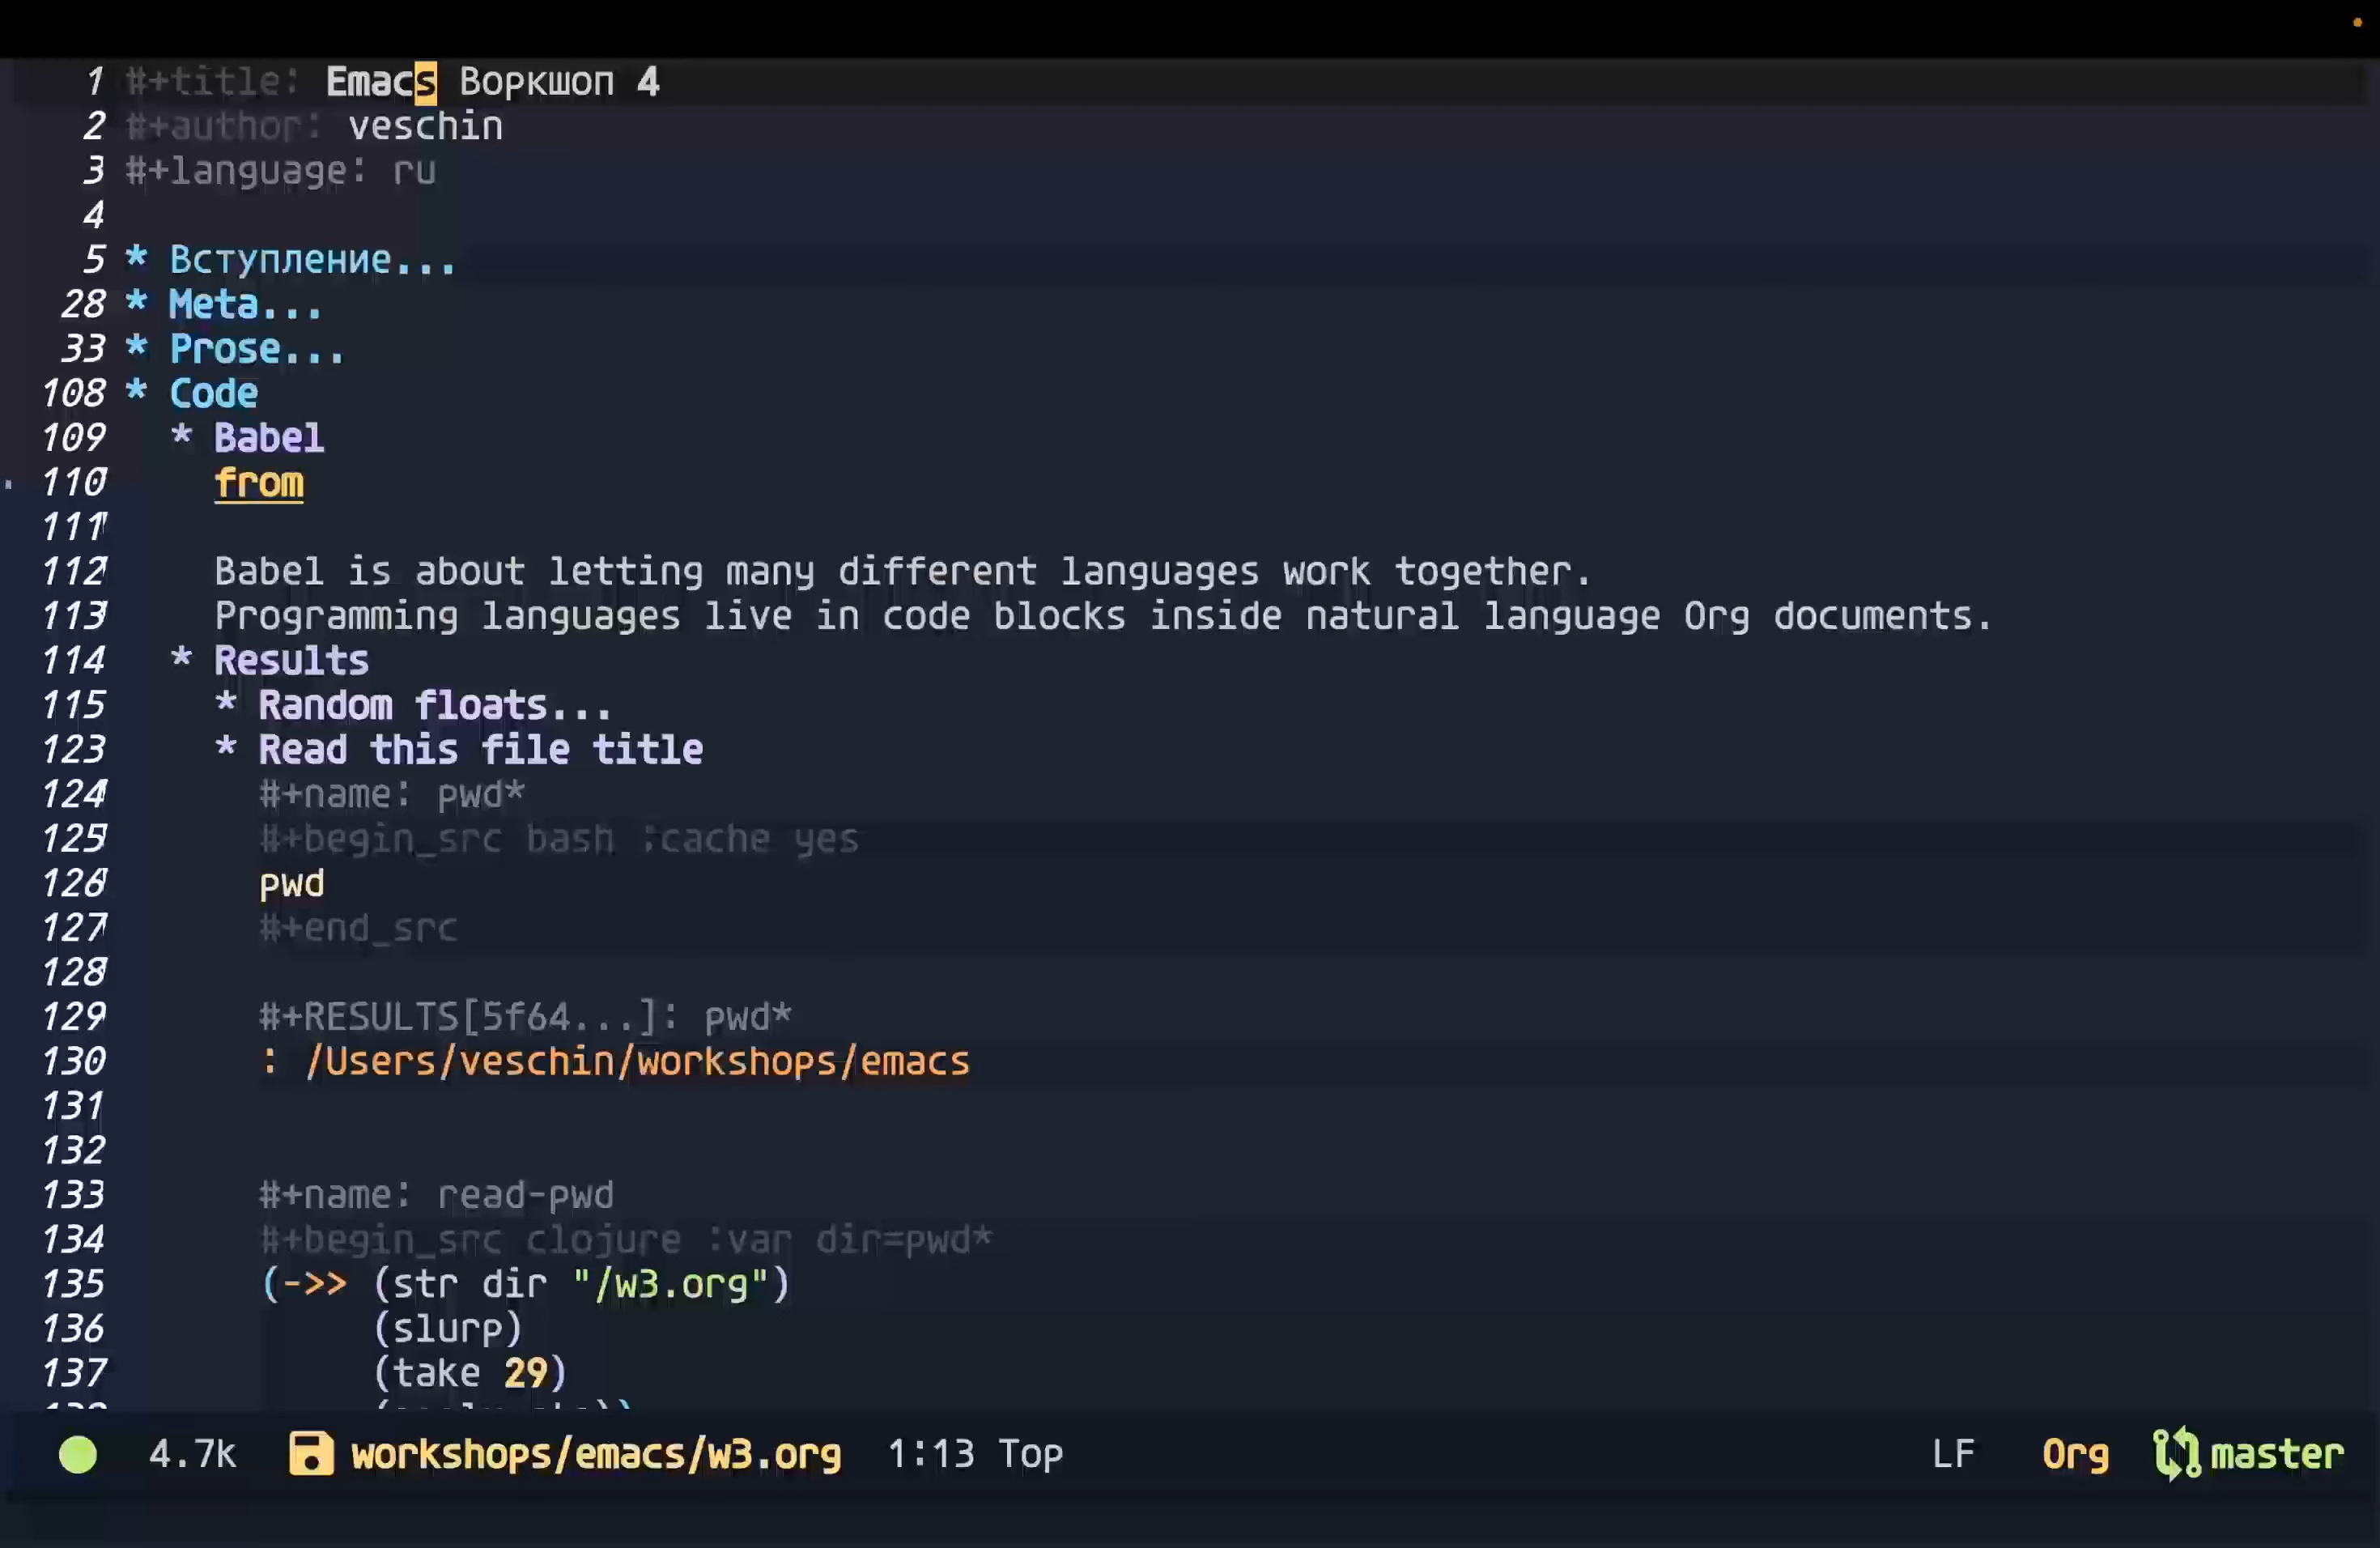 1 #+title: Emacs Воркшоп 4
2 #+author: veschin
3 #+language: ru
4
5 * Вступление...
28 * Meta...
33 * Prose...
108 * Code
109 * Babel
110 from
111
112 Babel is about letting many different languages work together.
113 Programming languages live in code blocks inside natural language Org documents.
114 * Results
115 * Random floats...
123 * Read this file title
124 #+name: pwd*
125 #+begin_src bash :cache yes
126 pwd
127 #+end_src
128
129 #+RESULTS[5f64...]: pwd*
130 : /Users/veschin/workshops/emacs
131
132
133 #+name: read-pwd
134 #+begin_src clojure :var dir=pwd*
135 (->> (str dir "/w3.org")
136 (slurp)
137 (take 29)
4.7k workshops/emacs/w3.org 1:13 Top LF Org master